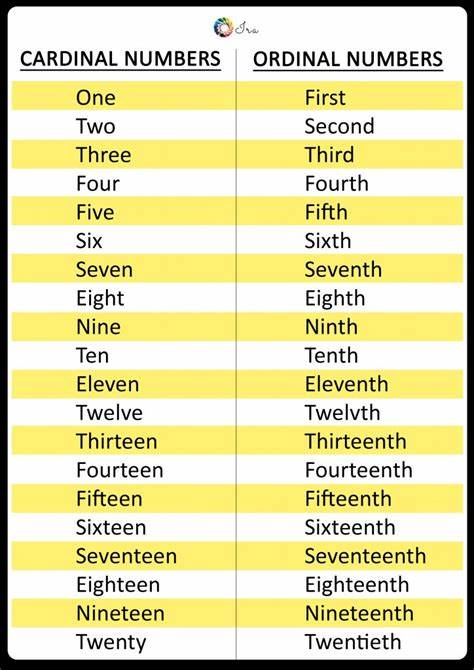 Ira
CARDINAL NUMBERS ORDINAL NUMBERS
One First
Two Second
Three Third
Four Fourth
Five Fifth
Six Sixth
Seven Seventh
Eight Eighth
Nine Ninth
Ten Tenth
Eleven Eleventh
Twelve Twelvth
Thirteen Thirteenth
Fourteen Fourteenth
Fifteen Fifteenth
Sixteen Sixteenth
Seventeen Seventeenth
Eighteen Eighteenth
Nineteen Nineteenth
Twenty Twentieth